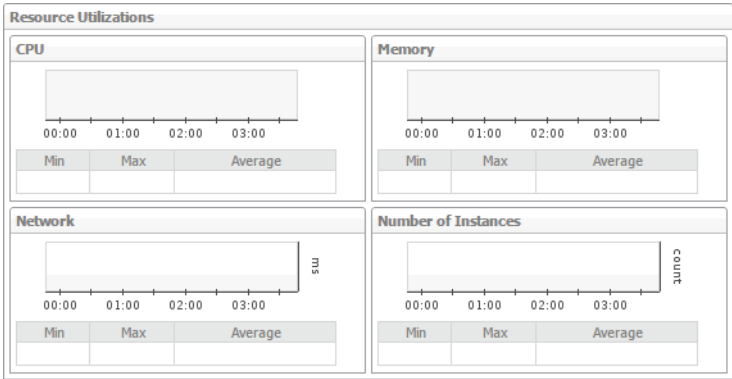 Resource Utilizations
CPU
00:00 01:00 02:00 03:00
Min Max Average
Memory
00:00 01:00 02:00 03:00
Min Max Average
Network
ms
00:00 01:00 02:00 03:00
Min Max Average
Number of Instances
count
00:00 01:00 02:00 03:00
Min Max Average